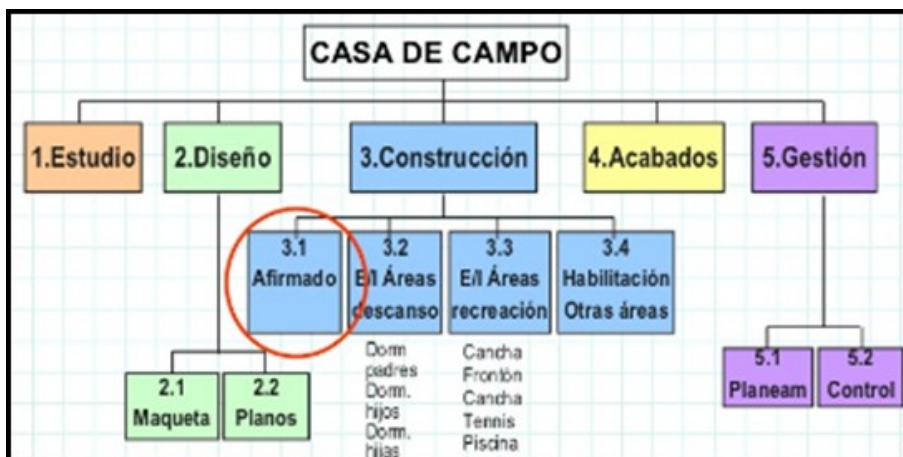 CASA DE CAMPO
1.Estudio
2.Diseño
3.Construcción
4.Acabados
5.Gestión
3.1
Afirmado
3.2
E/I Áreas
descanso
3.3
E/I Áreas
recreación
3.4
Habilitación
Otras áreas
Dorm
padres
Dorm.
hijos
Dorm.
hijas
Cancha
Frontón
Cancha
Tennis
Piscina
2.1
Maqueta
2.2
Planos
5.1
Planeam
5.2
Control